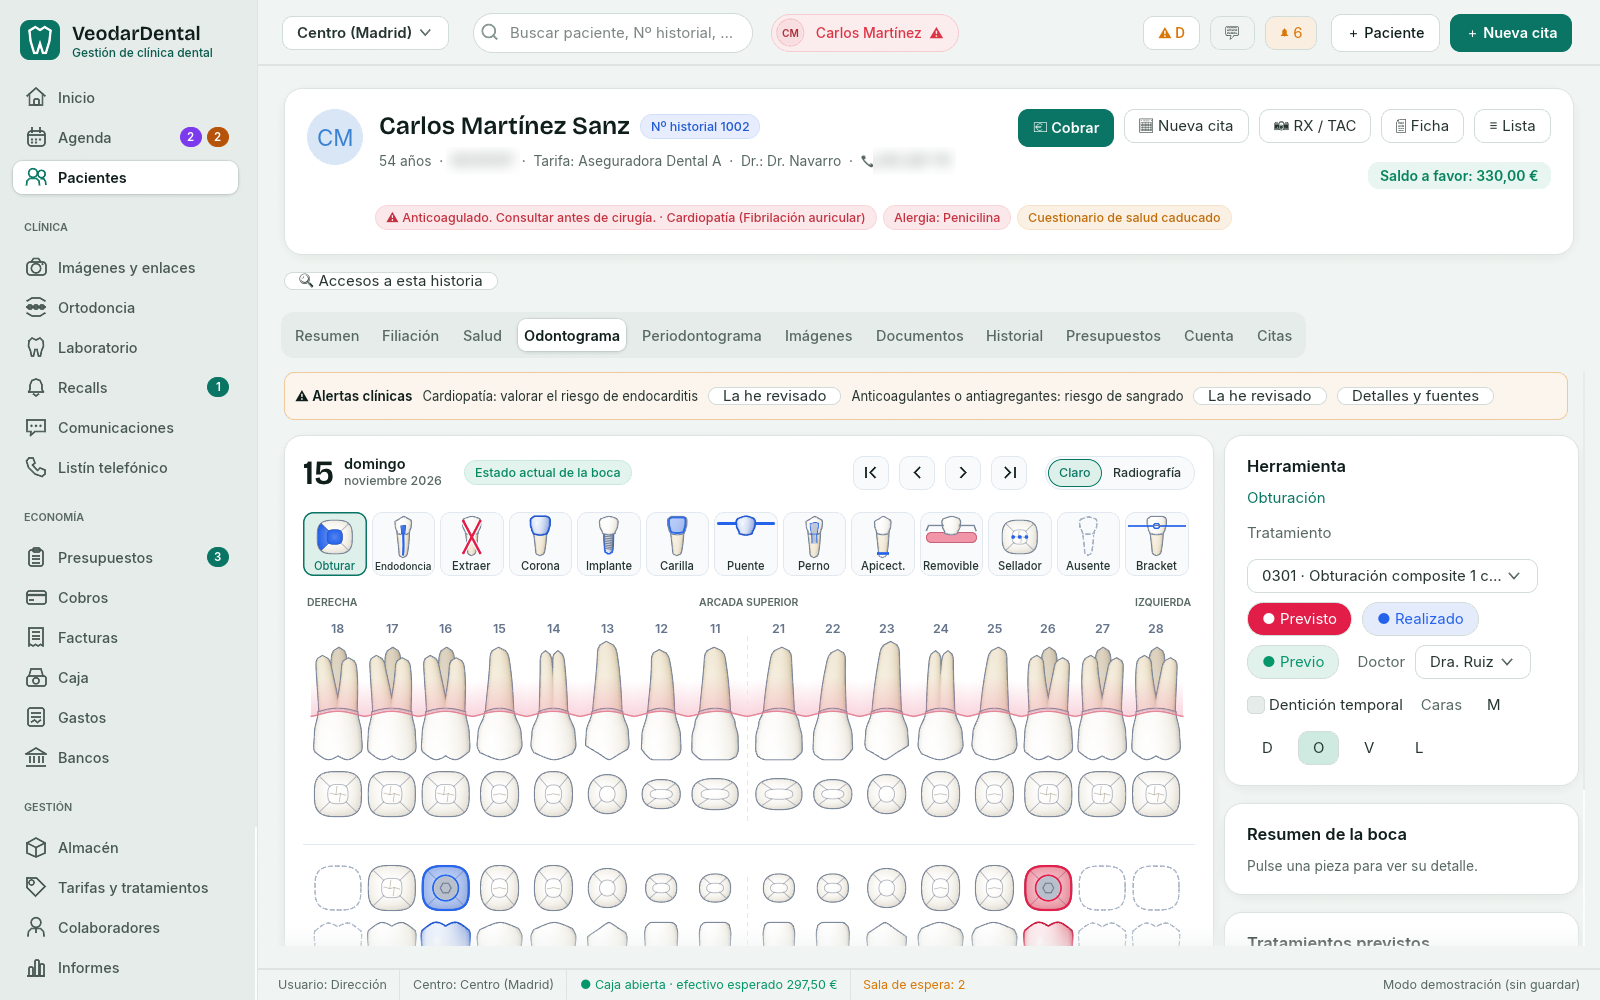 VeodarDental
Gestión de clínica dental
Inicio
Agenda 2 2
Pacientes
CLÍNICA
Imágenes y enlaces
Ortodoncia
Laboratorio
Recalls 1
Comunicaciones
Listín telefónico
ECONOMÍA
Presupuestos 3
Cobros
Facturas
Caja
Gastos
Bancos
GESTIÓN
Almacén
Tarifas y tratamientos
Colaboradores
Informes
Centro (Madrid)
Buscar paciente, Nº historial, ...
CM Carlos Martínez
D
6
+ Paciente
+ Nueva cita
CM
Carlos Martínez Sanz Nº historial 1002
54 años · · Tarifa: Aseguradora Dental A · Dr.: Dr. Navarro ·
Cobrar
Nueva cita
RX / TAC
Ficha
Lista
Saldo a favor: 330,00 €
Anticoagulado. Consultar antes de cirugía. · Cardiopatía (Fibrilación auricular)
Alergia: Penicilina
Cuestionario de salud caducado
Accesos a esta historia
Resumen Filiación Salud Odontograma Periodontograma Imágenes Documentos Historial Presupuestos Cuenta Citas
Alertas clínicas Cardiopatía: valorar el riesgo de endocarditis La he revisado Anticoagulantes o antiagregantes: riesgo de sangrado La he revisado Detalles y fuentes
15 domingo
noviembre 2026
Estado actual de la boca
Claro Radiografía
Obturar Endodoncia Extraer Corona Implante Carilla Puente Perno Apicect. Removible Sellador Ausente Bracket
DERECHA ARCADA SUPERIOR IZQUIERDA
18 17 16 15 14 13 12 11 21 22 23 24 25 26 27 28
Herramienta
Obturación
Tratamiento
0301 · Obturación composite 1 c...
Previsto Realizado
Previo Doctor Dra. Ruiz
Dentición temporal Caras M
D O V L
Resumen de la boca
Pulse una pieza para ver su detalle.
Tratamientos previstos
Usuario: Dirección
Centro: Centro (Madrid)
Caja abierta · efectivo esperado 297,50 €
Sala de espera: 2
Modo demostración (sin guardar)